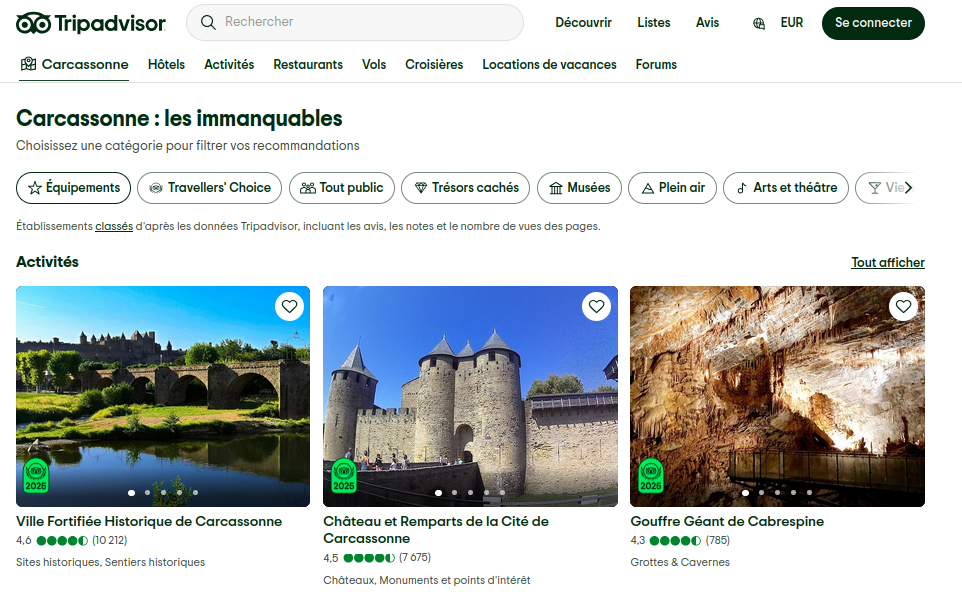 Tripadvisor
Rechercher
Découvrir Listes Avis EUR Se connecter
Carcassonne Hôtels Activités Restaurants Vols Croisières Locations de vacances Forums
Carcassonne : les immanquables
Choisissez une catégorie pour filtrer vos recommandations
Équipements Travellers' Choice Tout public Trésors cachés Musées Plein air Arts et théâtre Vie
Établissements classés d'après les données Tripadvisor, incluant les avis, les notes et le nombre de vues des pages.
Activités Tout afficher
2025 2025 2025
Ville Fortifiée Historique de Carcassonne
4,6 (10 212)
Sites historiques, Sentiers historiques
Château et Remparts de la Cité de
Carcassonne
4,5 (7 675)
Châteaux, Monuments et points d'intérêt
Gouffre Géant de Cabrespine
4,3 (785)
Grottes & Cavernes